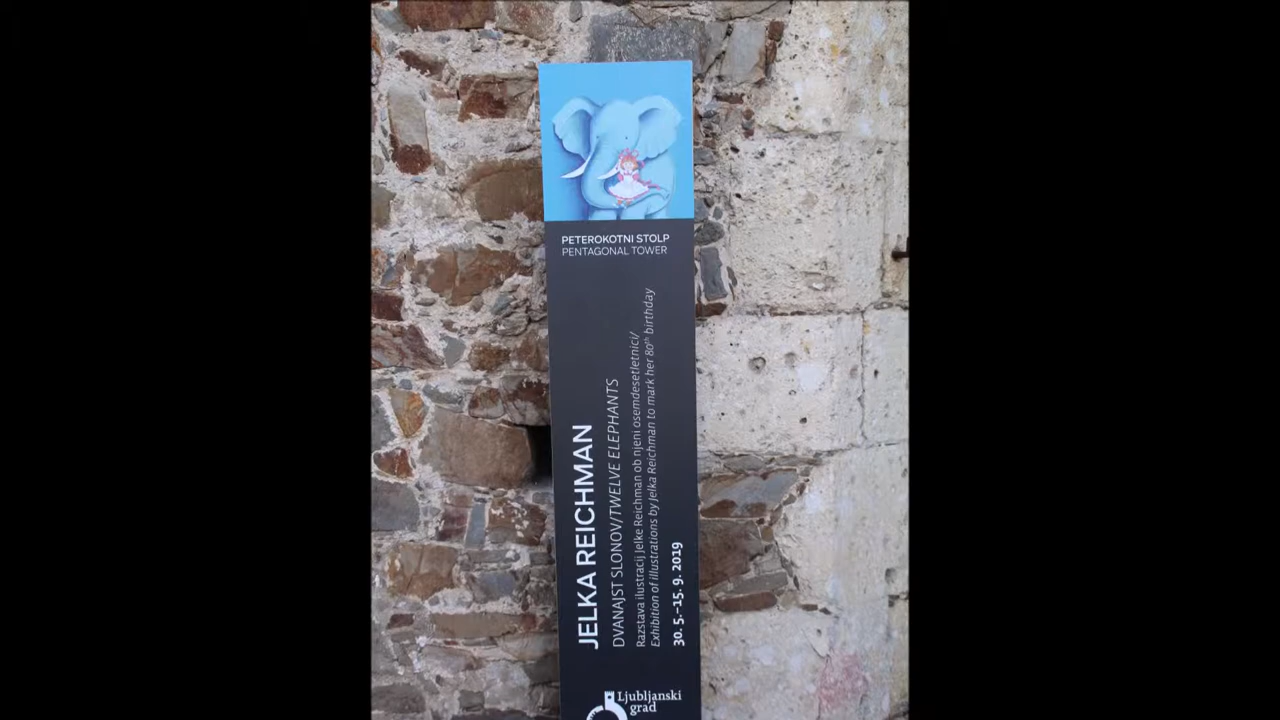 PETEROKOTNI STOLP
PENTAGONAL TOWER
JELKA REICHMAN
DVANAJST SLONOV/TWELVE ELEPHANTS
Razstava ilustracij Jelke Reichman ob njeni osemdesetletnici/
Exhibition of illustrations by Jelka Reichman to mark her 80th birthday
30. 5.–15. 9. 2019
Ljubljanski
grad